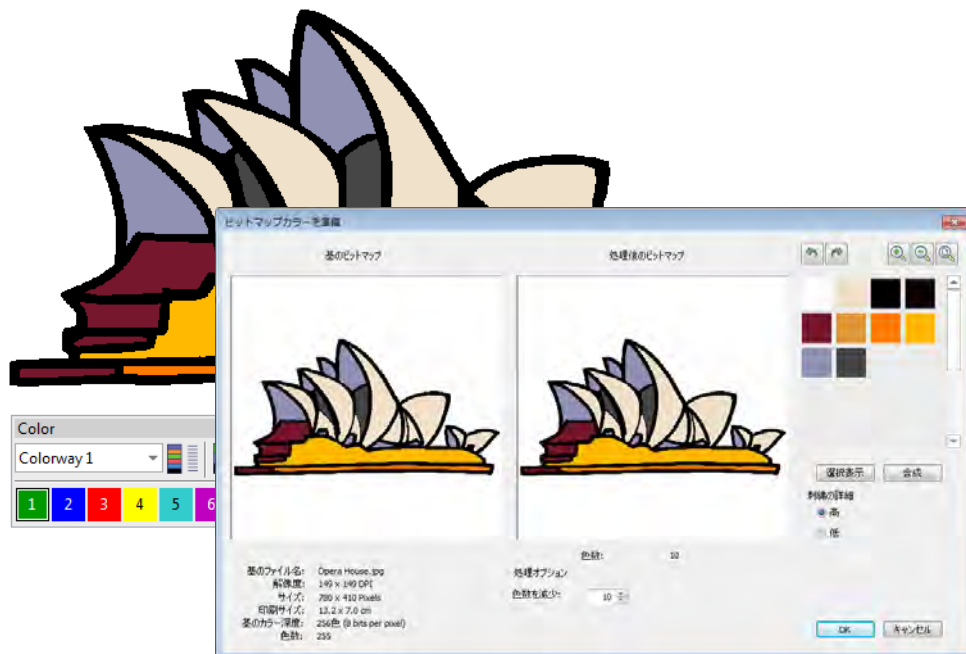 ビットマップカラーを準備
基のビットマップ
処理後のビットマップ
Color
Colorway 1
1 2 3 4 5 6
選択表示
合成
刺繍の詳細
高
低
色数: 10
処理オプション
色数を減少: 10
基のファイル名: Opera House.jpg
解像度: 149 x 149 DPI
サイズ: 780 x 410 Pixels
印刷サイズ: 13.2 x 7.0 cm
基のカラー深度: 256色 (8 bits per pixel)
色数: 255
OK
キャンセル